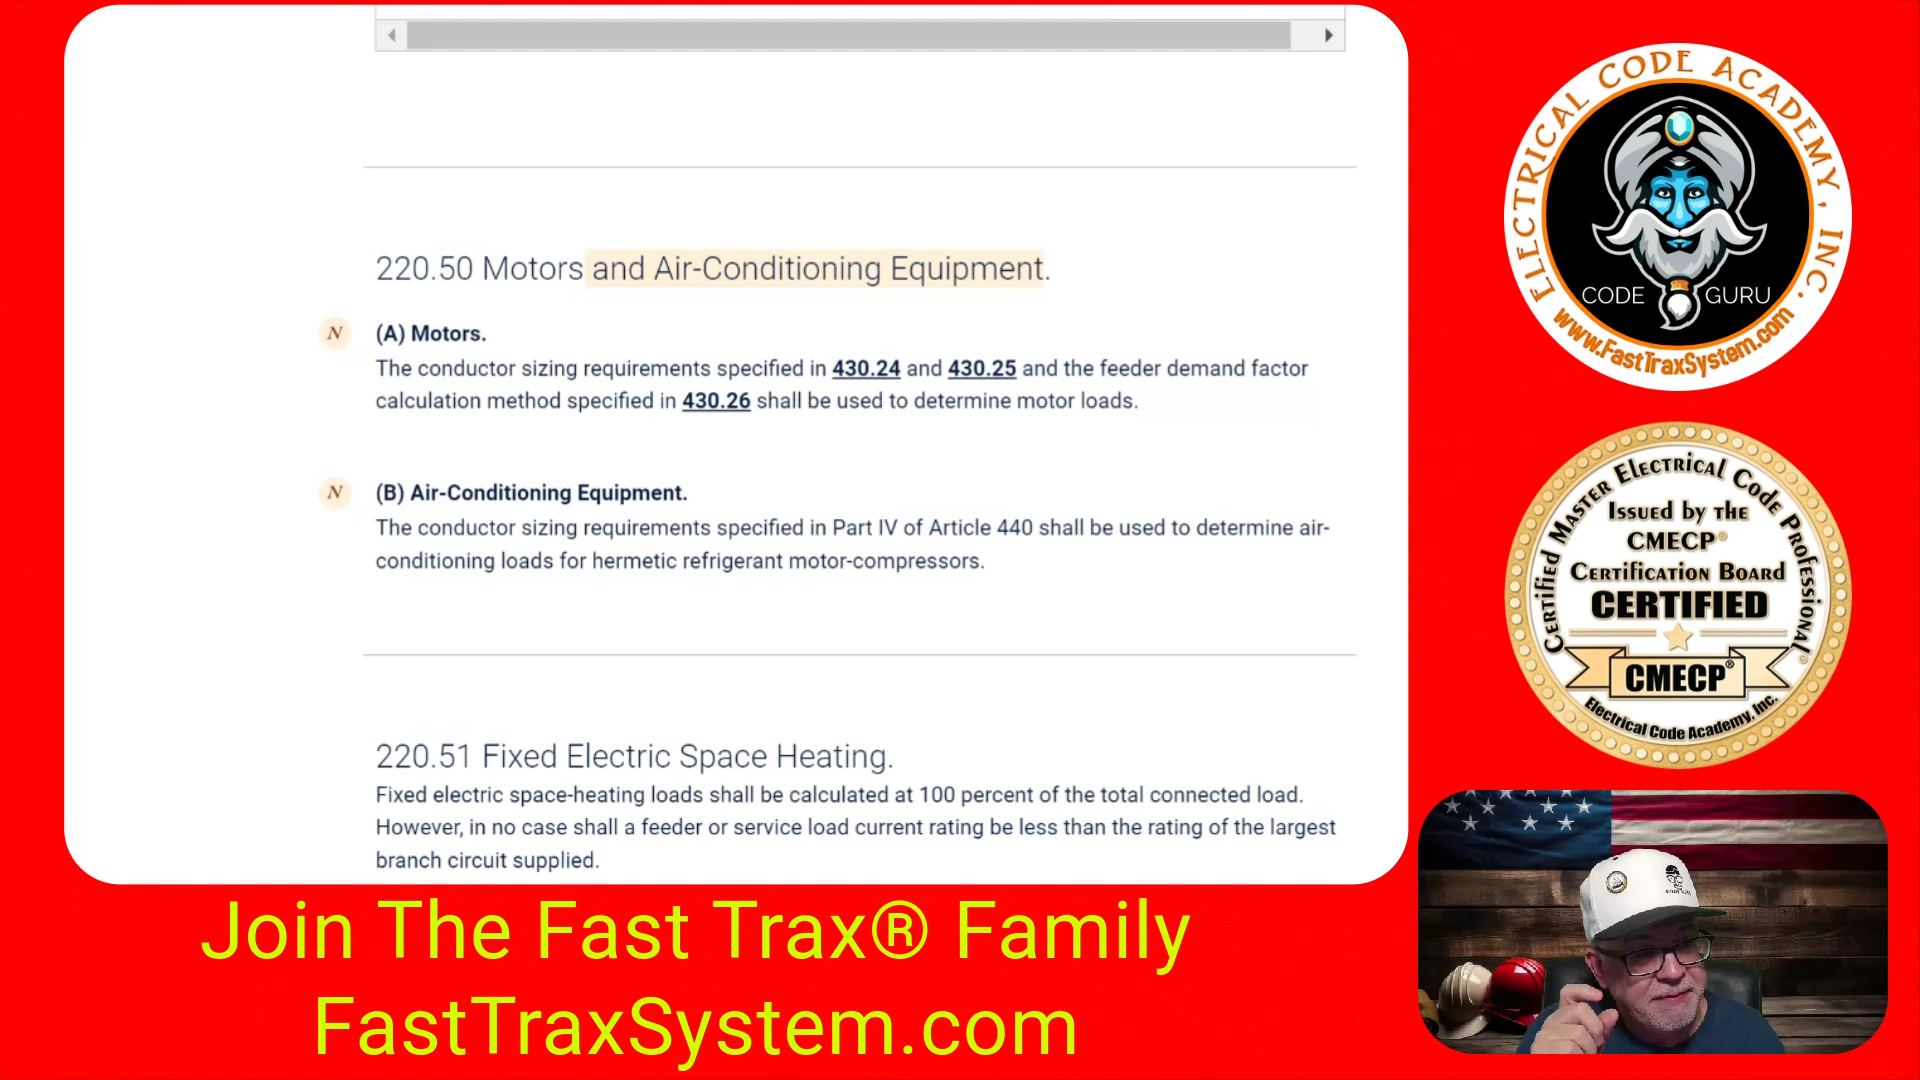 220.50 Motors and Air-Conditioning Equipment.
N
(A) Motors.
The conductor sizing requirements specified in 430.24 and 430.25 and the feeder demand factor
calculation method specified in 430.26 shall be used to determine motor loads.
N
(B) Air-Conditioning Equipment.
The conductor sizing requirements specified in Part IV of Article 440 shall be used to determine air-
conditioning loads for hermetic refrigerant motor-compressors.
220.51 Fixed Electric Space Heating.
Fixed electric space-heating loads shall be calculated at 100 percent of the total connected load.
However, in no case shall a feeder or service load current rating be less than the rating of the largest
branch circuit supplied.
Join The Fast Trax® Family
FastTraxSystem.com
ELECTRICAL CODE ACADEMY, INC.
CODE GURU
www.FastTraxSystem.com
Certified Master Electrical Code Professional®
Issued by the
CMECP®
Certification Board
CERTIFIED
CMECP®
Electrical Code Academy, Inc.